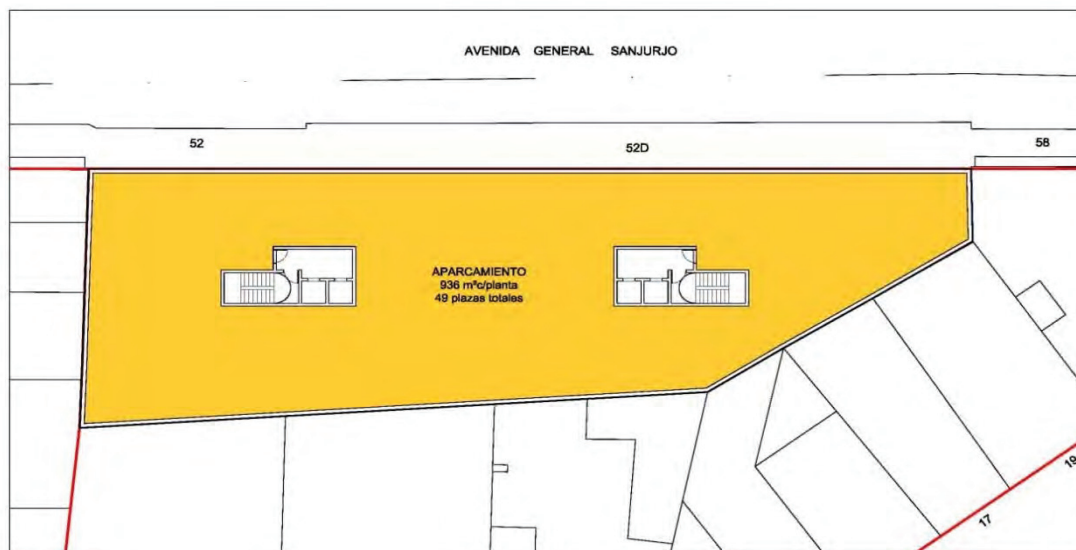 AVENIDA GENERAL SANJURJO
52
52D
58
APARCAMIENTO
936 m²c/planta
49 plazas totales
19
17